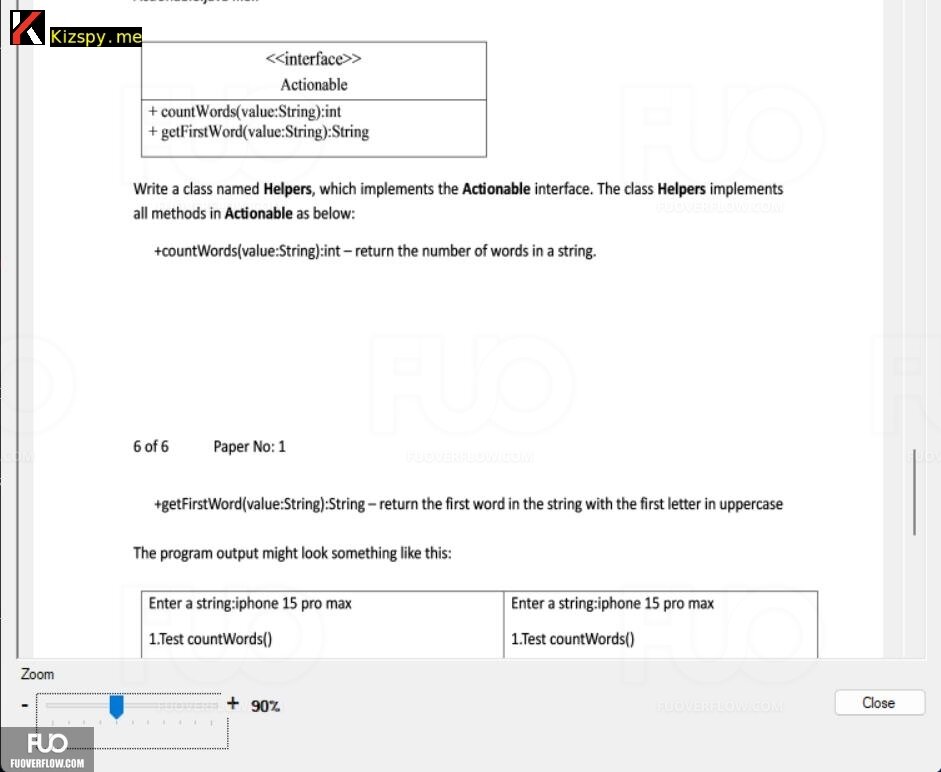 Kizspy.me
<<interface>>
Actionable
+ countWords(value:String):int
+ getFirstWord(value:String):String
Write a class named Helpers, which implements the Actionable interface. The class Helpers implements
all methods in Actionable as below:
FUOVERFLOW.COM
+countWords(value:String):int – return the number of words in a string.
6 of 6 Paper No: 1
FUOVERFLOW.COM
+getFirstWord(value:String):String – return the first word in the string with the first letter in uppercase
The program output might look something like this:
Enter a string:iphone 15 pro max Enter a string:iphone 15 pro max
1.Test countWords() 1.Test countWords()
Zoom
- + 90%
FUOVERFLOW.COM
Close
FUO
FUOVERFLOW.COM